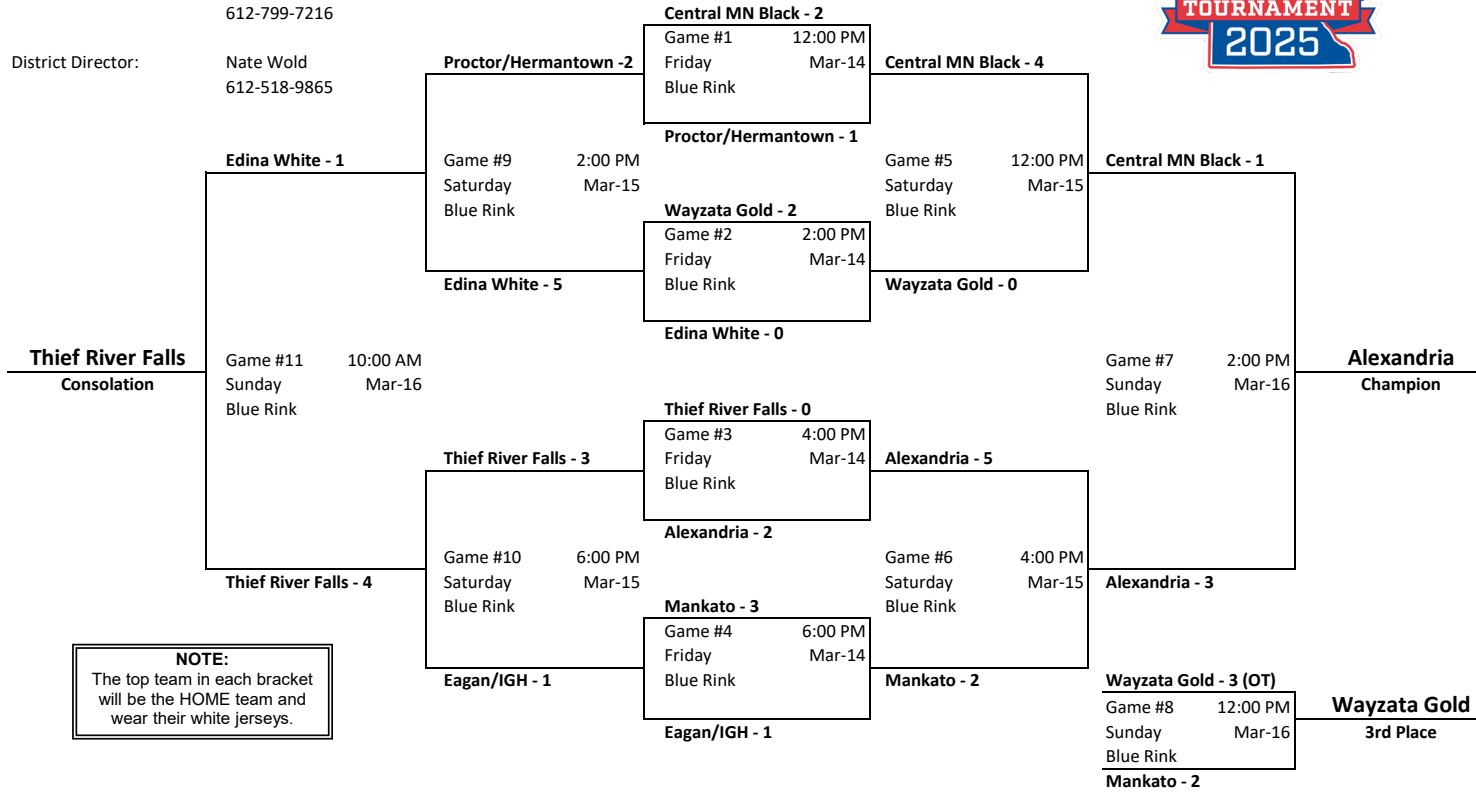 612-799-7216
Central MN Black - 2
TOURNAMENT
2025
Game #1 12:00 PM
District Director: Nate Wold
Proctor/Hermantown -2
Friday Mar-14
Central MN Black - 4
612-518-9865
Blue Rink
Proctor/Hermantown - 1
Edina White - 1
Game #9 2:00 PM
Game #5 12:00 PM
Central MN Black - 1
Saturday Mar-15
Saturday Mar-15
Blue Rink
Wayzata Gold - 2
Blue Rink
Game #2 2:00 PM
Friday Mar-14
Edina White - 5
Blue Rink
Wayzata Gold - 0
Edina White - 0
Thief River Falls
Game #11 10:00 AM
Game #7 2:00 PM
Alexandria
Consolation
Sunday Mar-16
Sunday Mar-16
Champion
Blue Rink
Thief River Falls - 0
Blue Rink
Game #3 4:00 PM
Thief River Falls - 3
Friday Mar-14
Alexandria - 5
Blue Rink
Alexandria - 2
Game #10 6:00 PM
Game #6 4:00 PM
Thief River Falls - 4
Saturday Mar-15
Saturday Mar-15
Alexandria - 3
Blue Rink
Mankato - 3
Blue Rink
Game #4 6:00 PM
NOTE:
The top team in each bracket
will be the HOME team and
wear their white jerseys.
Friday Mar-14
Eagan/IGH - 1
Blue Rink
Mankato - 2
Wayzata Gold - 3 (OT)
Game #8 12:00 PM
Wayzata Gold
Eagan/IGH - 1
Sunday Mar-16
3rd Place
Blue Rink
Mankato - 2